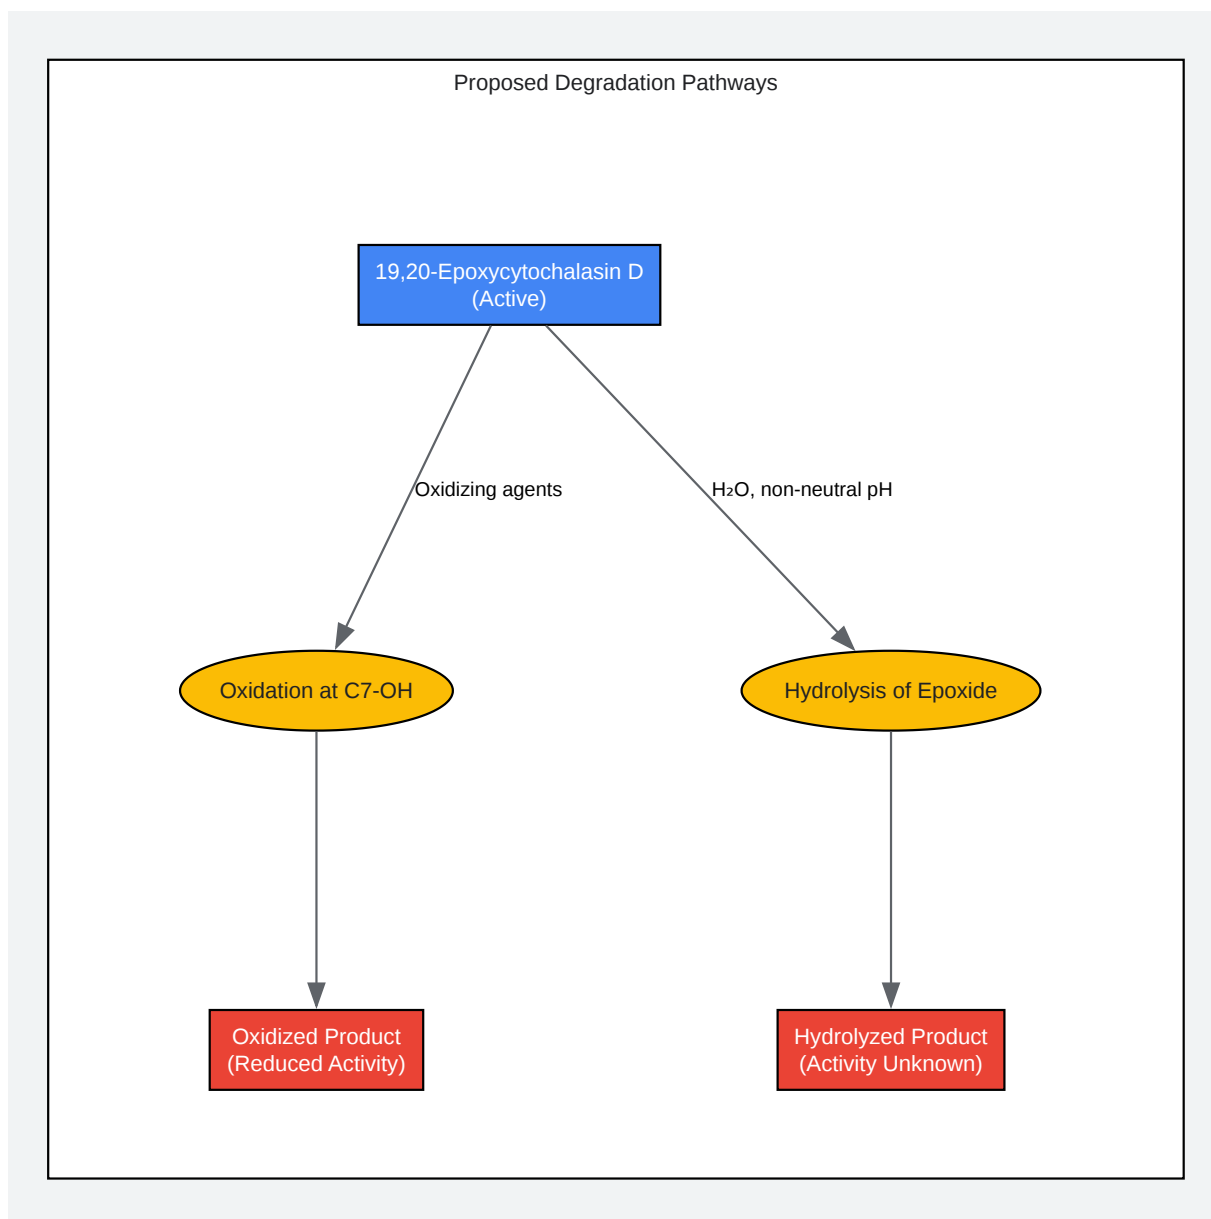 Proposed Degradation Pathways
19,20-Epoxycytochalasin D
(Active)
Oxidizing agents
H₂O, non-neutral pH
Oxidation at C7-OH
Hydrolysis of Epoxide
Oxidized Product
(Reduced Activity)
Hydrolyzed Product
(Activity Unknown)